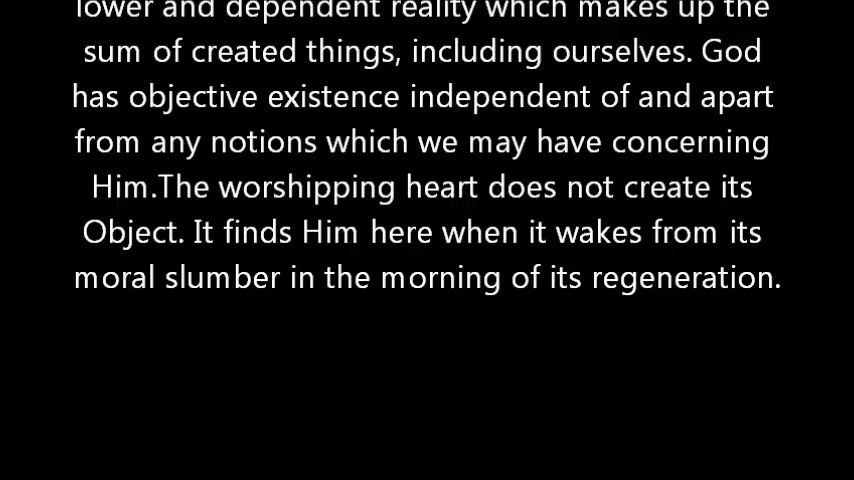 lower and dependent reality which makes up the
sum of created things, including ourselves. God
has objective existence independent of and apart
from any notions which we may have concerning
Him.The worshipping heart does not create its
Object. It finds Him here when it wakes from its
moral slumber in the morning of its regeneration.